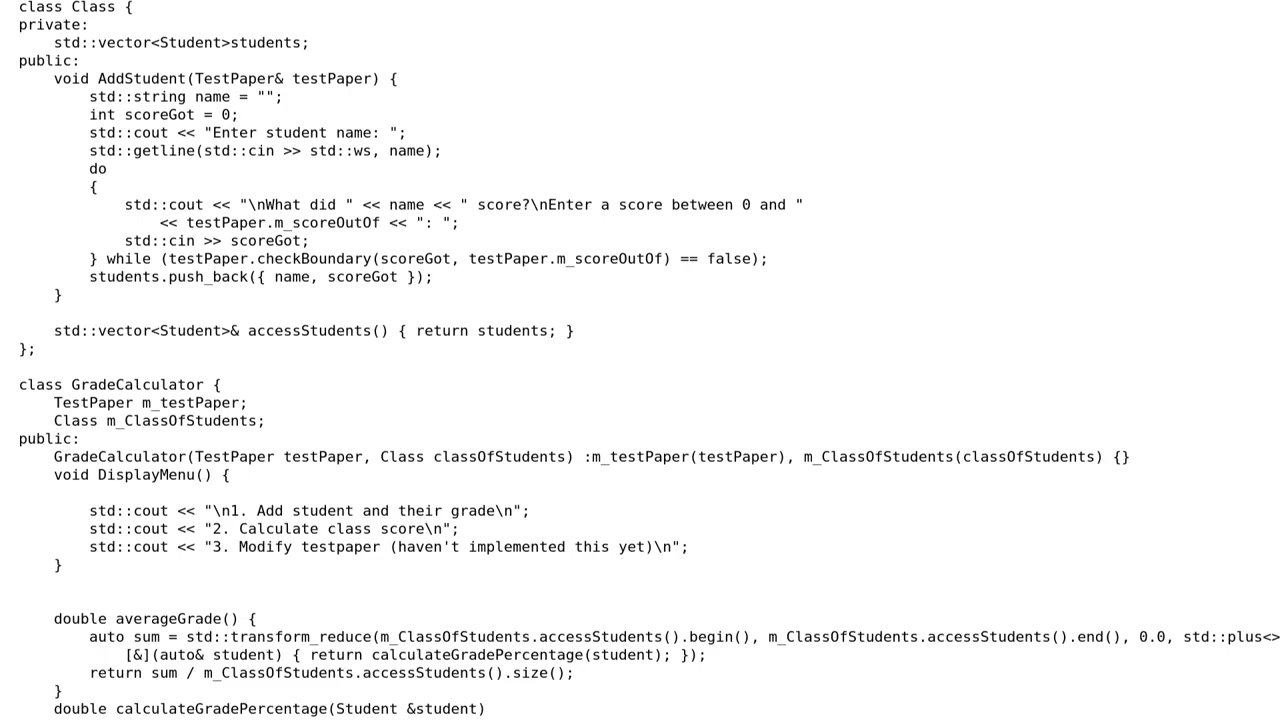 class Class {
private:
    std::vector<Student>students;
public:
    void AddStudent(TestPaper& testPaper) {
        std::string name = "";
        int scoreGot = 0;
        std::cout << "Enter student name: ";
        std::getline(std::cin >> std::ws, name);
        do
        {
            std::cout << "\nWhat did " << name << " score?\nEnter a score between 0 and "
                << testPaper.m_scoreOutOf << ": ";
            std::cin >> scoreGot;
        } while (testPaper.checkBoundary(scoreGot, testPaper.m_scoreOutOf) == false);
        students.push_back({ name, scoreGot });
    }

    std::vector<Student>& accessStudents() { return students; }
};

class GradeCalculator {
    TestPaper m_testPaper;
    Class m_ClassOfStudents;
public:
    GradeCalculator(TestPaper testPaper, Class classOfStudents) :m_testPaper(testPaper), m_ClassOfStudents(classOfStudents) {}
    void DisplayMenu() {

        std::cout << "\n1. Add student and their grade\n";
        std::cout << "2. Calculate class score\n";
        std::cout << "3. Modify testpaper (haven't implemented this yet)\n";
    }


    double averageGrade() {
        auto sum = std::transform_reduce(m_ClassOfStudents.accessStudents().begin(), m_ClassOfStudents.accessStudents().end(), 0.0, std::plus<>
            [&](auto& student) { return calculateGradePercentage(student); });
        return sum / m_ClassOfStudents.accessStudents().size();
    }
    double calculateGradePercentage(Student &student)